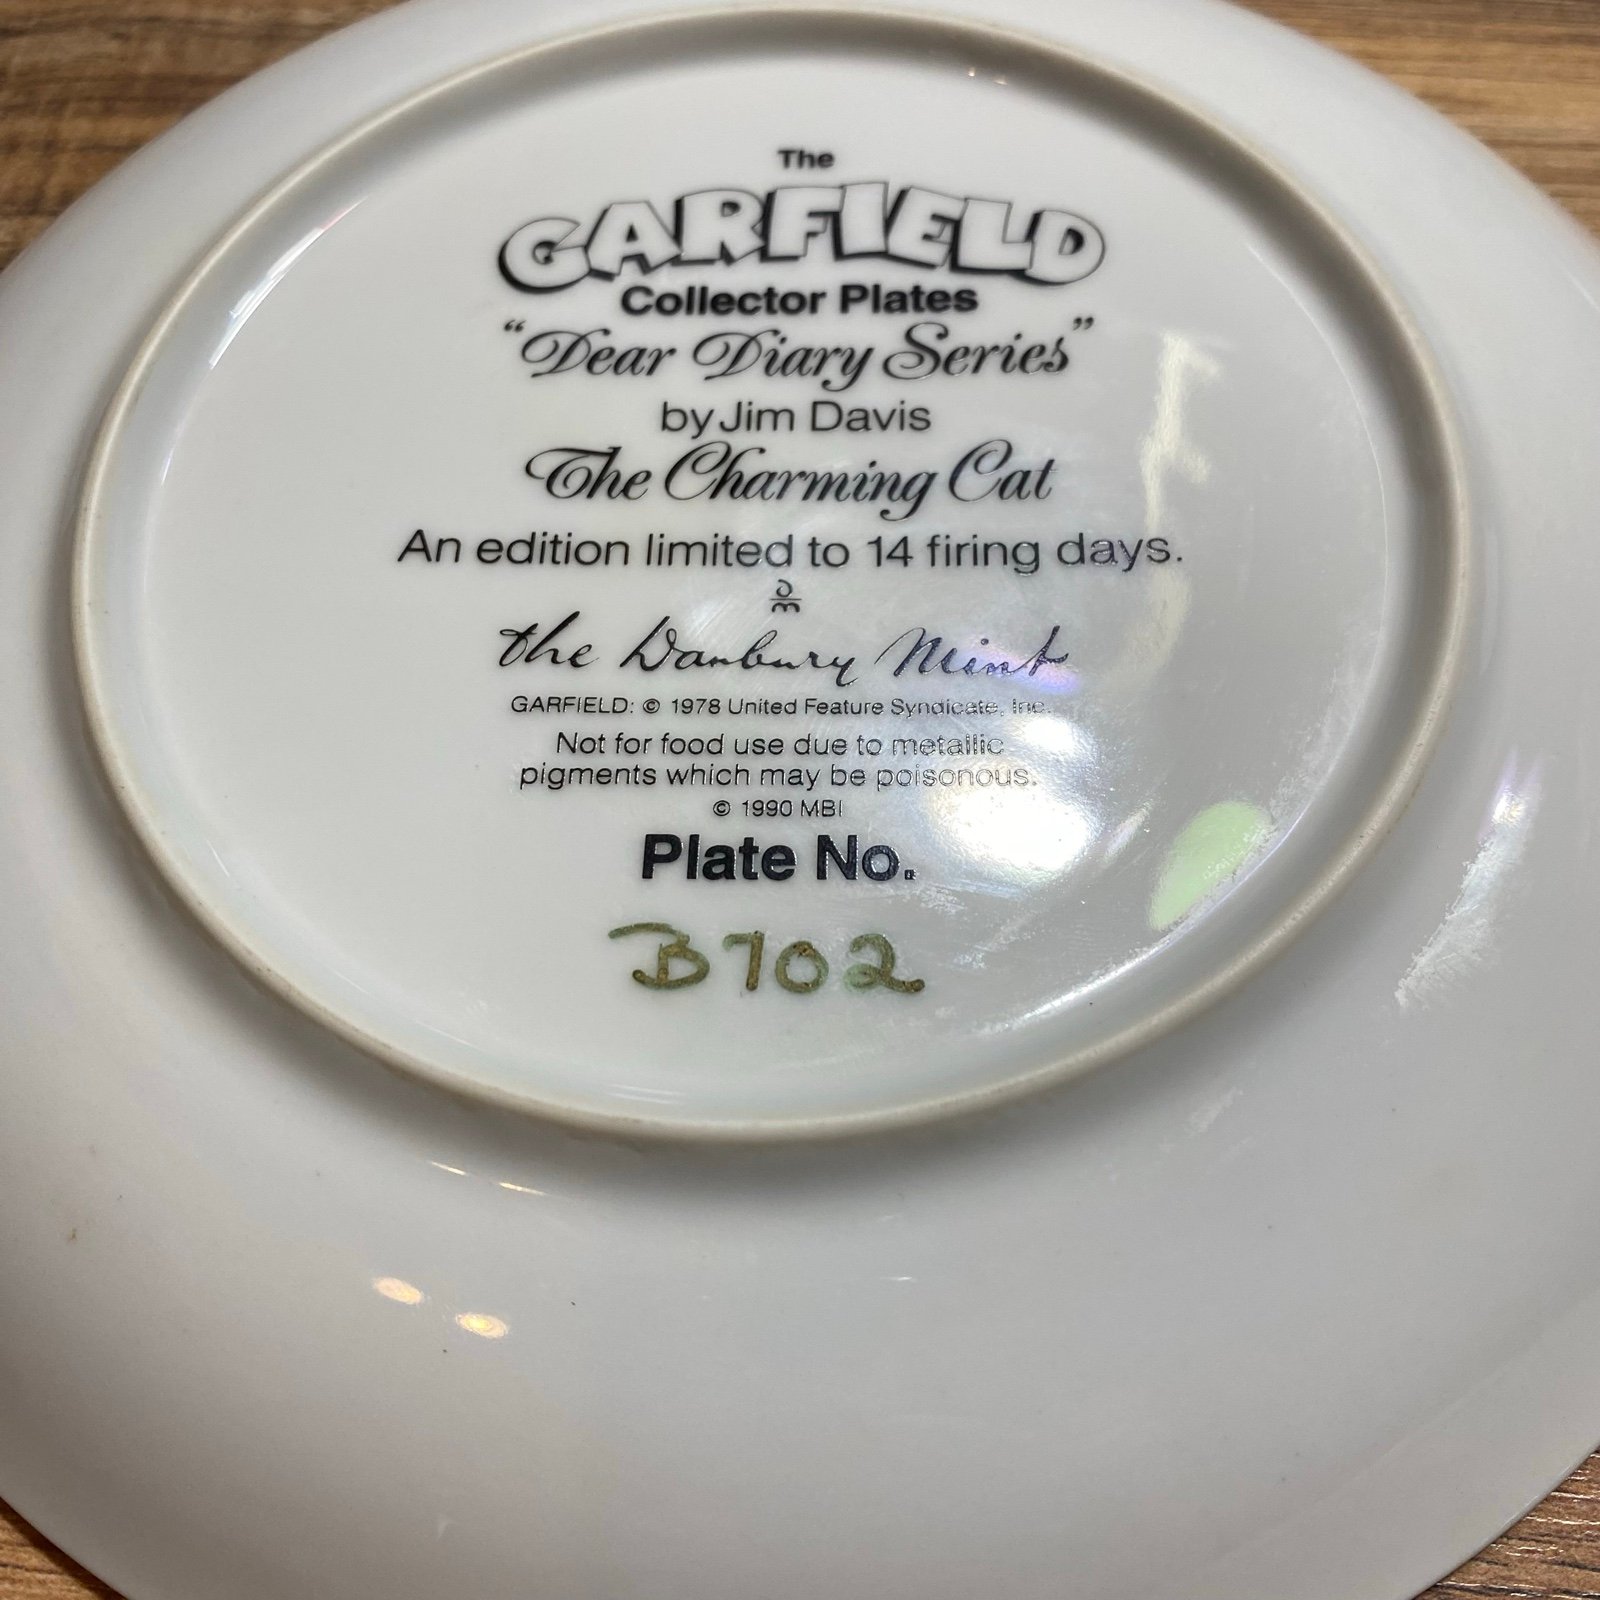 The
GARFIELD
Collector Plates
“Dear Diary Series”
by Jim Davis
The Charming Cat
An edition limited to 14 firing days.
the Danbury Mint
GARFIELD: © 1978 United Feature Syndicate, Inc.
Not for food use due to metallic
pigments which may be poisonous.
© 1990 MBI
Plate No.
B702